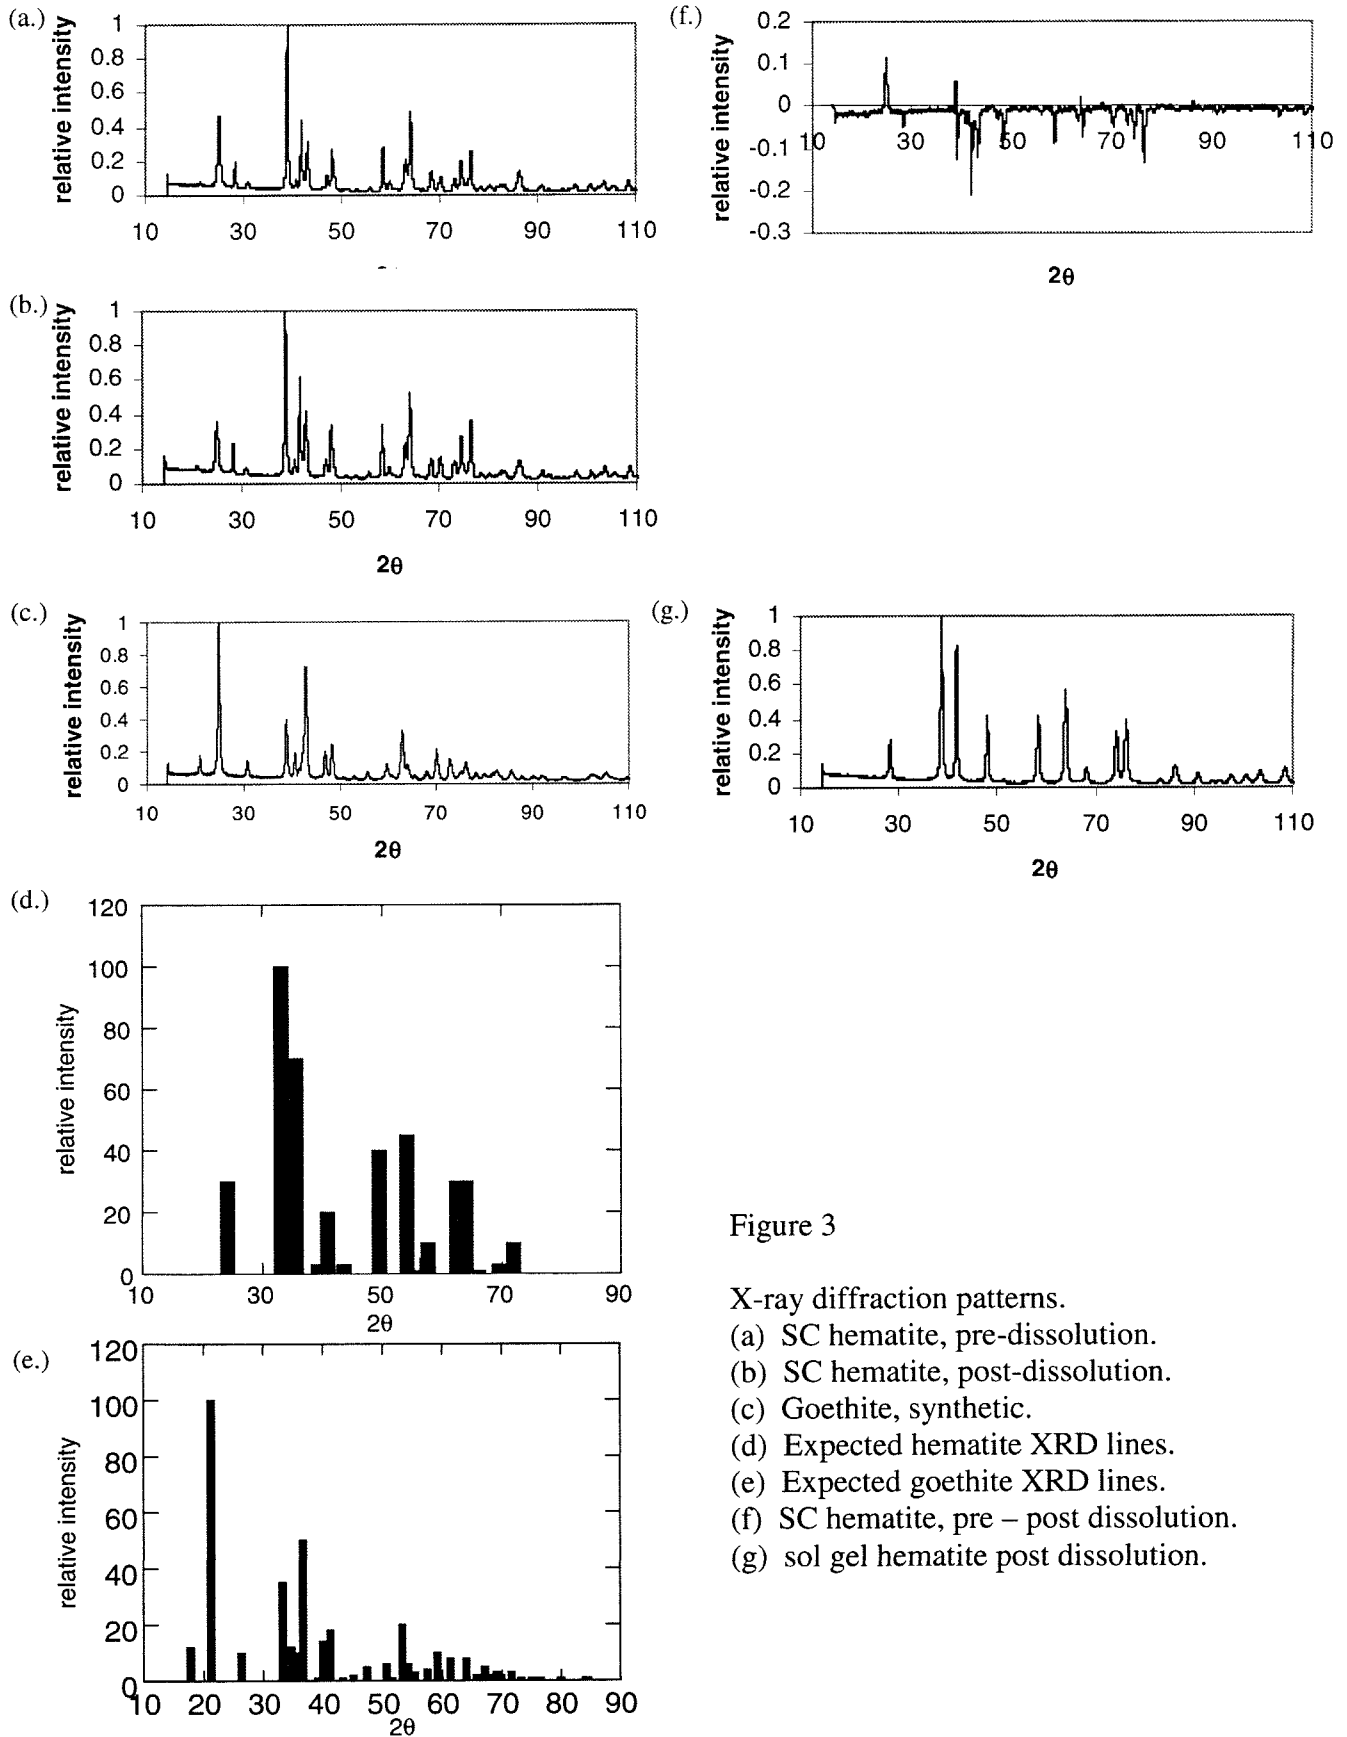 (a.)
relative intensity
1
0.8
0.6
0.4
0.2
0
10 30 50 70 90 110
(f.)
relative intensity
0.2
0.1
0
-0.1
-0.2
-0.3
10 30 50 70 90 110
2θ
(b.)
relative intensity
1
0.8
0.6
0.4
0.2
0
10 30 50 70 90 110
2θ
(c.)
relative intensity
1
0.8
0.6
0.4
0.2
0
10 30 50 70 90 110
2θ
(g.)
relative intensity
1
0.8
0.6
0.4
0.2
0
10 30 50 70 90 110
2θ
(d.)
relative intensity
120
100
80
60
40
20
0
10 30 50 70 90
2θ
(e.)
relative intensity
120
100
80
60
40
20
0
10 20 30 40 50 60 70 80 90
2θ
Figure 3
X-ray diffraction patterns.
(a) SC hematite, pre-dissolution.
(b) SC hematite, post-dissolution.
(c) Goethite, synthetic.
(d) Expected hematite XRD lines.
(e) Expected goethite XRD lines.
(f) SC hematite, pre – post dissolution.
(g) sol gel hematite post dissolution.